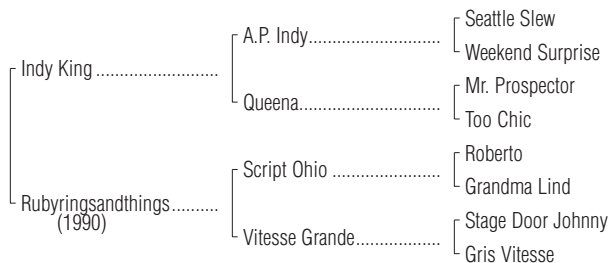 Seattle Slew
A.P. Indy..............................
Weekend Surprise
Indy King ..........................
Mr. Prospector
Queena................................
Too Chic
Roberto
Script Ohio .......................
Grandma Lind
Rubyringsandthings..........
(1990)
Stage Door Johnny
Vitesse Grande..................
Gris Vitesse